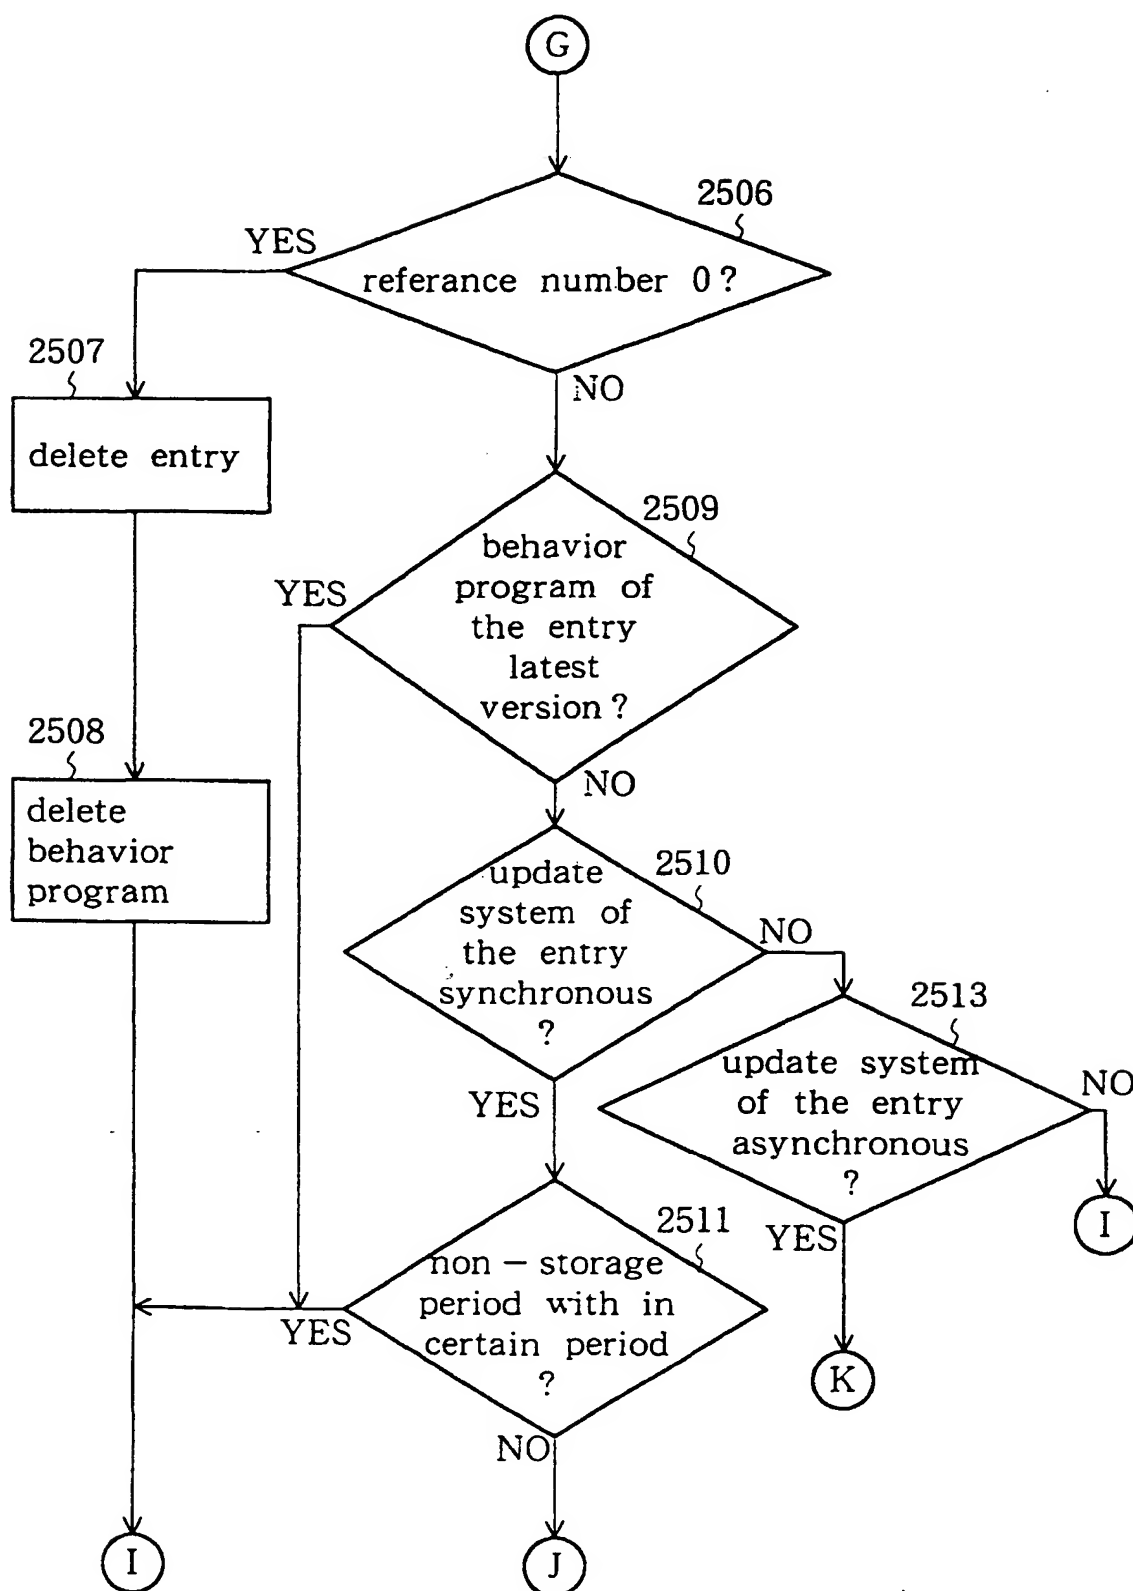 G
2506
YES
referance number 0?
2507
NO
delete entry
2509
behavior
program of
the entry
latest
version?
YES
2508
NO
delete
behavior
program
2510
update
system of
the entry
synchronous
?
NO
2513
update system
of the entry
asynchronous
?
NO
YES
I
YES
2511
non-storage
period with in
certain period
?
YES
K
NO
I
J